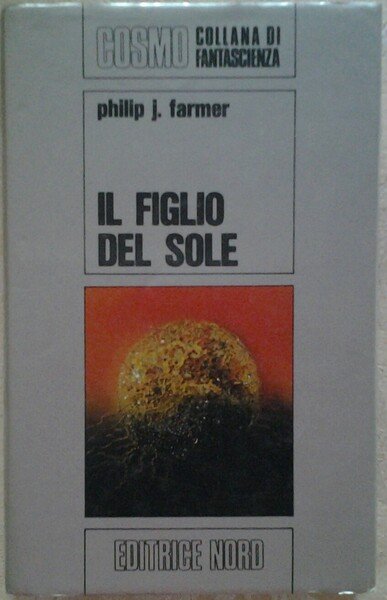 COSMO COLLANA DI
FANTASCIENZA
philip j. farmer
IL FIGLIO
DEL SOLE
EDITRICE NORD